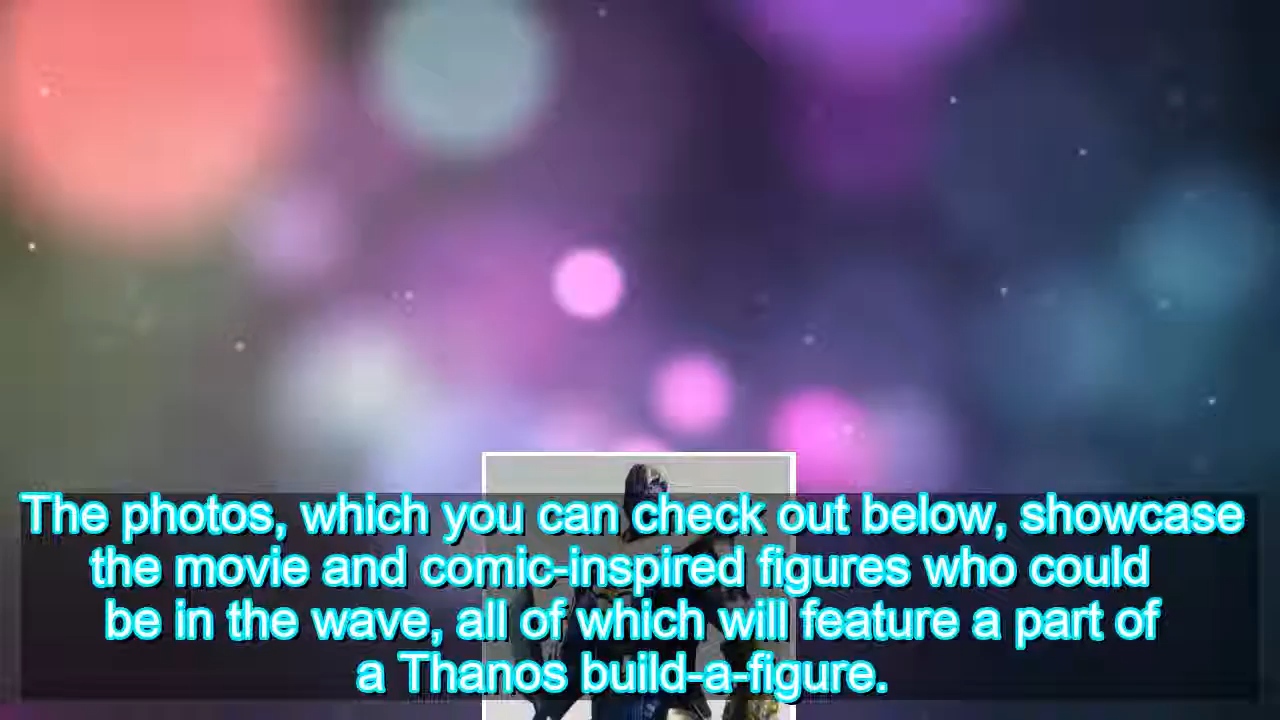 The photos, which you can check out below, showcase
the movie and comic-inspired figures who could
be in the wave, all of which will feature a part of
a Thanos build-a-figure.